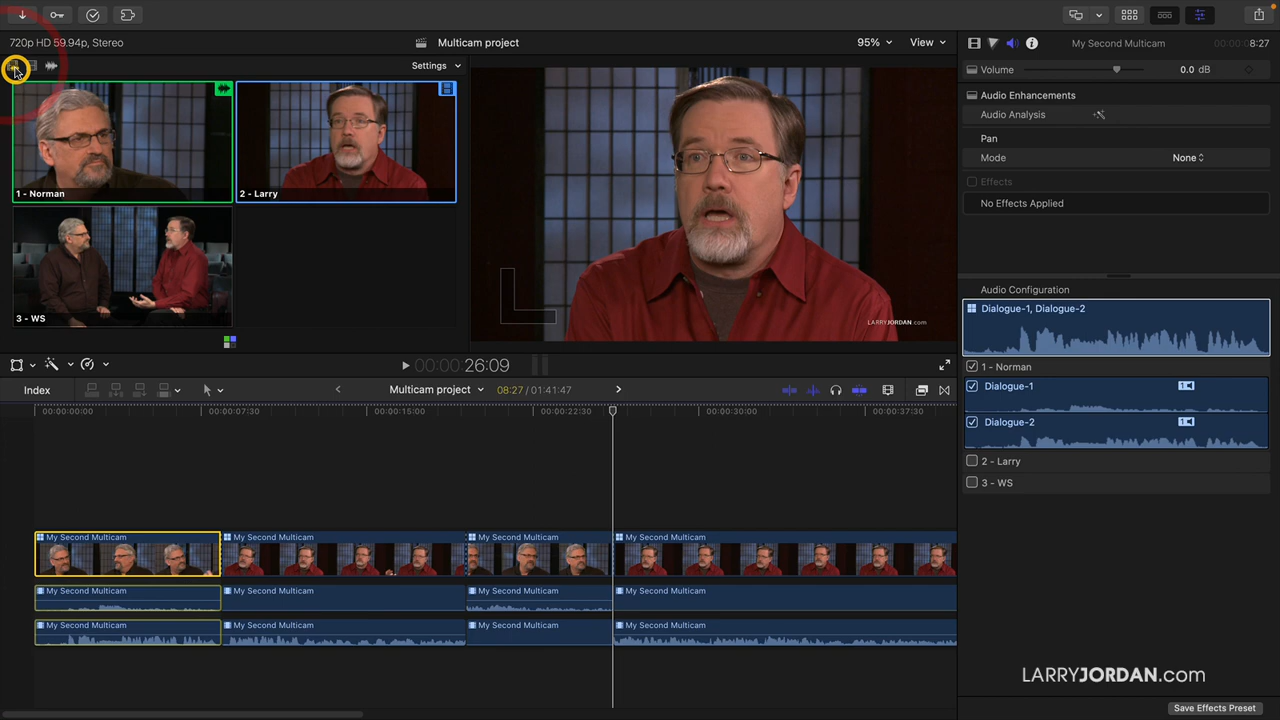 720p HD 59.94p, Stereo
Multicam project
95%
View
My Second Multicam
00:00:08:27
Settings
Volume
0.0 dB
Audio Enhancements
Audio Analysis
Pan
Mode
None
Effects
No Effects Applied
1 - Norman
2 - Larry
3 - WS
LARRYJORDAN.com
Audio Configuration
Dialogue-1, Dialogue-2
1 - Norman
Dialogue-1
Dialogue-2
2 - Larry
3 - WS
00:00:26:09
Index
Multicam project
08:27 / 01:41:47
00:00:00:00
00:00:07:30
00:00:15:00
00:00:22:30
00:00:30:00
00:00:37:30
My Second Multicam
My Second Multicam
My Second Multicam
My Second Multicam
My Second Multicam
My Second Multicam
My Second Multicam
My Second Multicam
My Second Multicam
My Second Multicam
My Second Multicam
My Second Multicam
LARRYJORDAN.com
Save Effects Preset